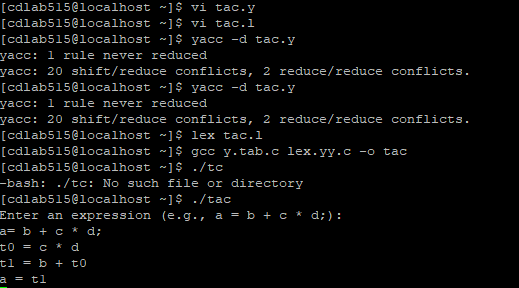 [cdlab515@localhost ~]$ vi tac.y
[cdlab515@localhost ~]$ vi tac.l
[cdlab515@localhost ~]$ yacc -d tac.y
yacc: 1 rule never reduced
yacc: 20 shift/reduce conflicts, 2 reduce/reduce conflicts.
[cdlab515@localhost ~]$ yacc -d tac.y
yacc: 1 rule never reduced
yacc: 20 shift/reduce conflicts, 2 reduce/reduce conflicts.
[cdlab515@localhost ~]$ lex tac.l
[cdlab515@localhost ~]$ gcc y.tab.c lex.yy.c -o tac
[cdlab515@localhost ~]$ ./tc
-bash: ./tc: No such file or directory
[cdlab515@localhost ~]$ ./tac
Enter an expression (e.g., a = b + c * d;):
a= b + c * d;
t0 = c * d
t1 = b + t0
a = t1